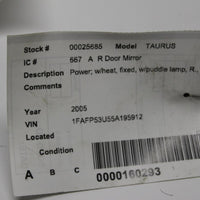 Stock # 00025685 Model TAURUS
IC # 567 A R Door Mirror
Description Power; w/heat, fixed, w/puddle lamp, R..
Comments
Year 2005
VIN 1FAFP53U55A195912
Located
Condition
A B C 0000160293